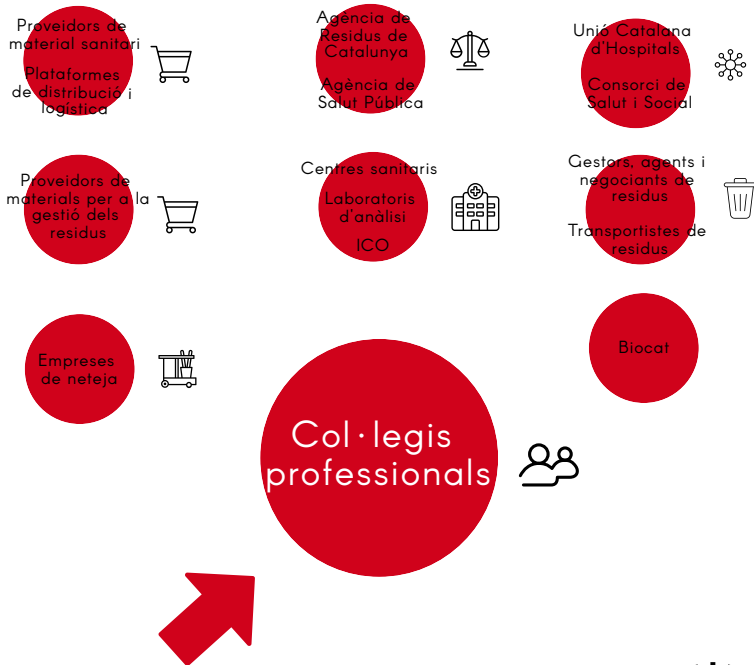 Proveidors de
material sanitari
Plataformes
de distribució i
logística
Agència de
Residus de
Catalunya
Agència de
Salut Pública
Unió Catalana
d'Hospitals
Consorci de
Salut i Social
Proveidors de
materials per a la
gestió dels
residus
Centres sanitaris
Laboratoris
d'anàlisi
ICO
Gestors, agents i
negociants de
residus
Transportistes de
residus
Empreses
de neteja
Biocat
Col·legis
professionals